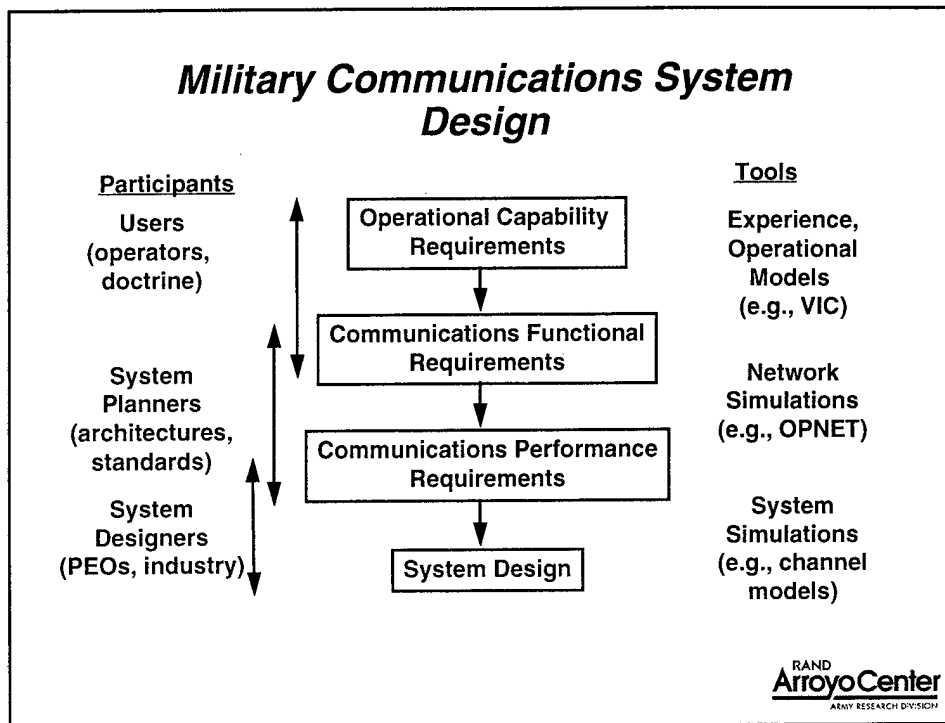 Military Communications System
Design
Participants
Users
(operators,
doctrine)
System
Planners
(architectures,
standards)
System
Designers
(PEOs, industry)
Operational Capability
Requirements
Communications Functional
Requirements
Communications Performance
Requirements
System Design
Tools
Experience,
Operational
Models
(e.g., VIC)
Network
Simulations
(e.g., OPNET)
System
Simulations
(e.g., channel
models)
RAND
Arroyo Center
ARMY RESEARCH DIVISION